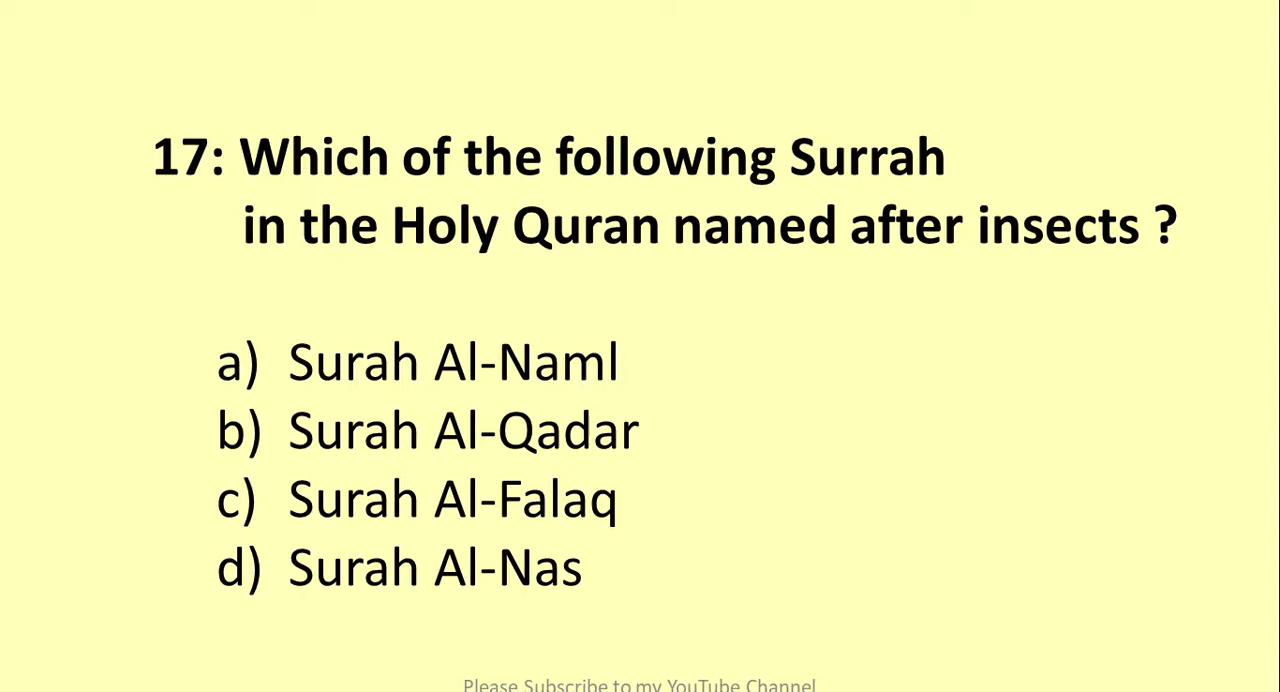 17: Which of the following Surrah
in the Holy Quran named after insects ?
a) Surah Al-Naml
b) Surah Al-Qadar
c) Surah Al-Falaq
d) Surah Al-Nas
Please Subscribe to my YouTube Channel